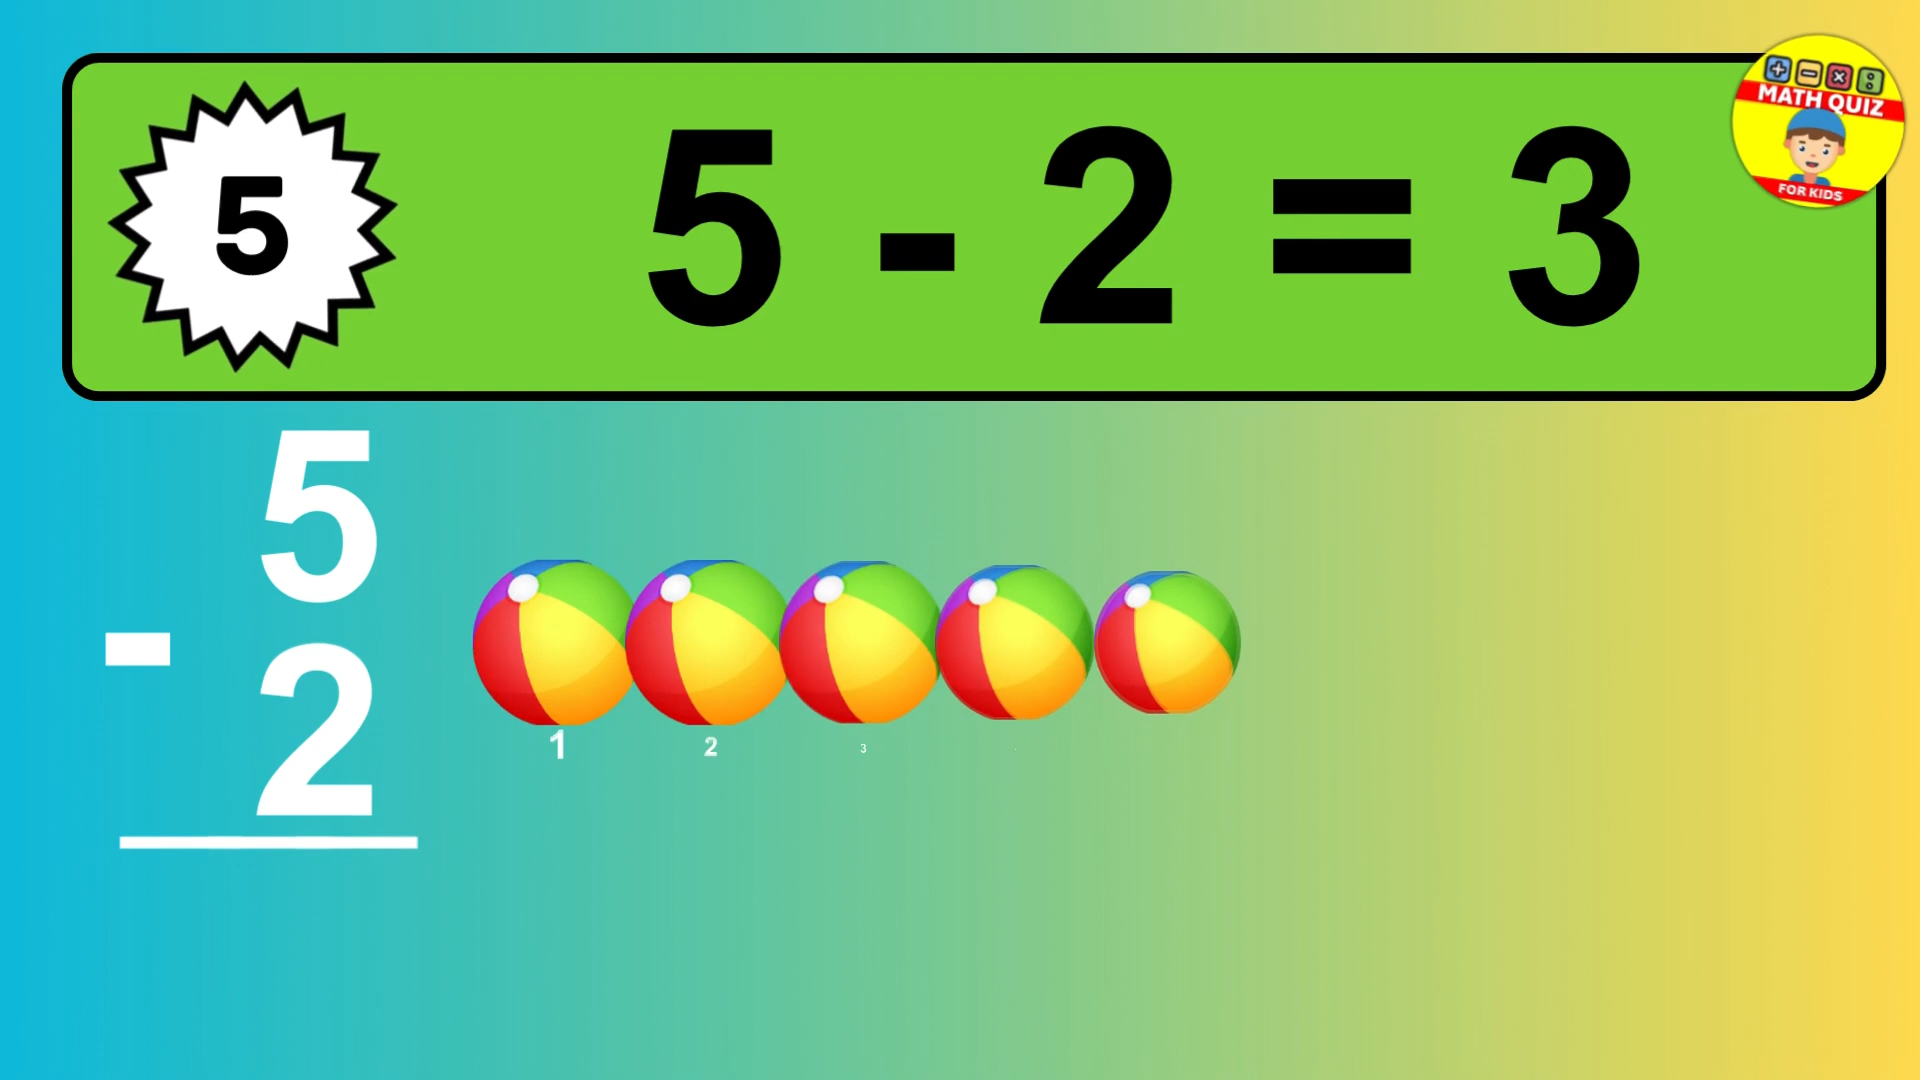 5
5 - 2 = 3
+ - × :
MATH QUIZ
FOR KIDS
5
- 2
1 2 3